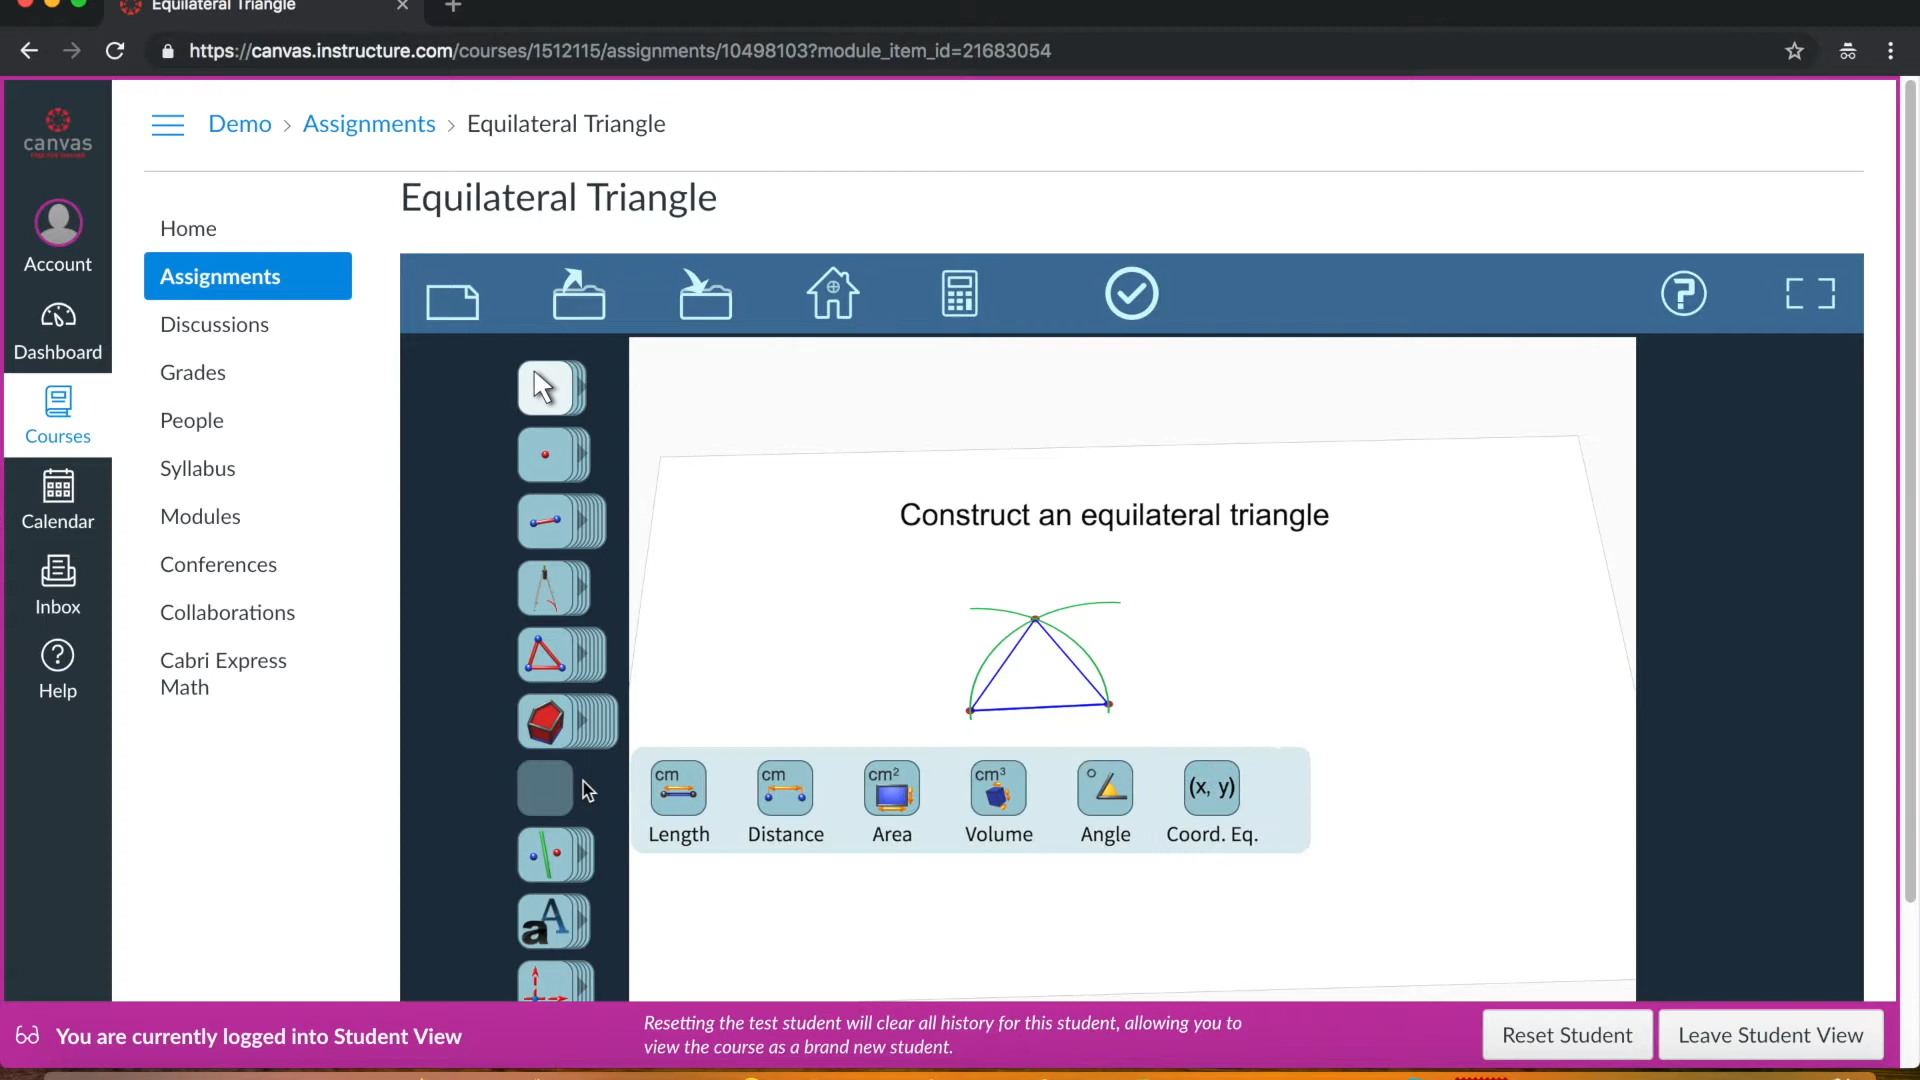 Equilateral Triangle
https://canvas.instructure.com/courses/1512115/assignments/10498103?module_item_id=21683054
canvas
Account
Dashboard
Courses
Calendar
Inbox
Help
Demo › Assignments › Equilateral Triangle
Home
Assignments
Discussions
Grades
People
Syllabus
Modules
Conferences
Collaborations
Cabri Express
Math
Equilateral Triangle
Construct an equilateral triangle
cm
cm
cm²
cm³
(x, y)
Length
Distance
Area
Volume
Angle
Coord. Eq.
aA
You are currently logged into Student View
Resetting the test student will clear all history for this student, allowing you to
view the course as a brand new student.
Reset Student
Leave Student View